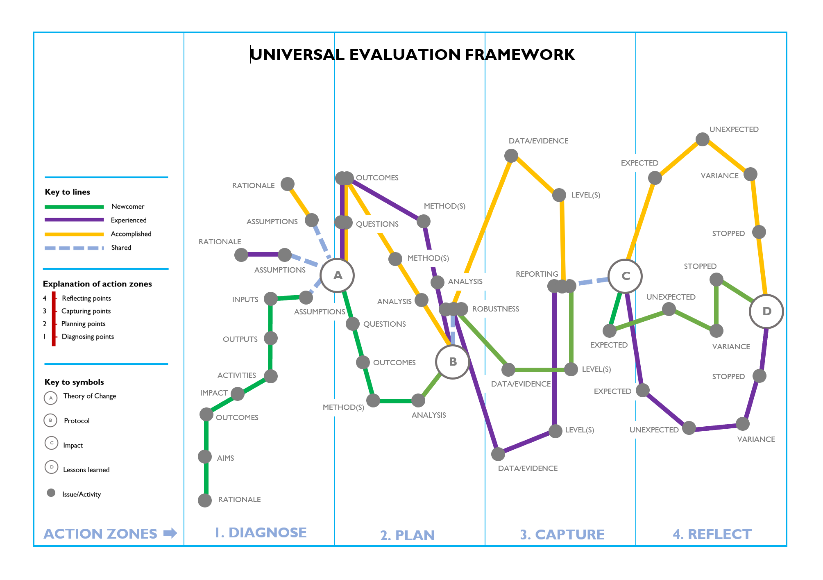 UNIVERSAL EVALUATION FRAMEWORK
Key to lines
Newcomer
Experienced
Accomplished
Shared
Explanation of action zones
4 Reflecting points
3 Capturing points
2 Planning points
1 Diagnosing points
Key to symbols
A Theory of Change
B Protocol
C Impact
D Lessons learned
Issue/Activity
ACTION ZONES
RATIONALE
ASSUMPTIONS
RATIONALE
ASSUMPTIONS
INPUTS
ASSUMPTIONS
OUTPUTS
ACTIVITIES
IMPACT
OUTCOMES
AIMS
RATIONALE
1. DIAGNOSE
A
OUTCOMES
QUESTIONS
METHOD(S)
METHOD(S)
ANALYSIS
ANALYSIS
ROBUSTNESS
QUESTIONS
OUTCOMES
B
METHOD(S)
ANALYSIS
2. PLAN
DATA/EVIDENCE
LEVEL(S)
REPORTING
DATA/EVIDENCE
LEVEL(S)
LEVEL(S)
DATA/EVIDENCE
3. CAPTURE
C
UNEXPECTED
EXPECTED
VARIANCE
STOPPED
STOPPED
UNEXPECTED
D
EXPECTED
VARIANCE
STOPPED
EXPECTED
UNEXPECTED
VARIANCE
4. REFLECT